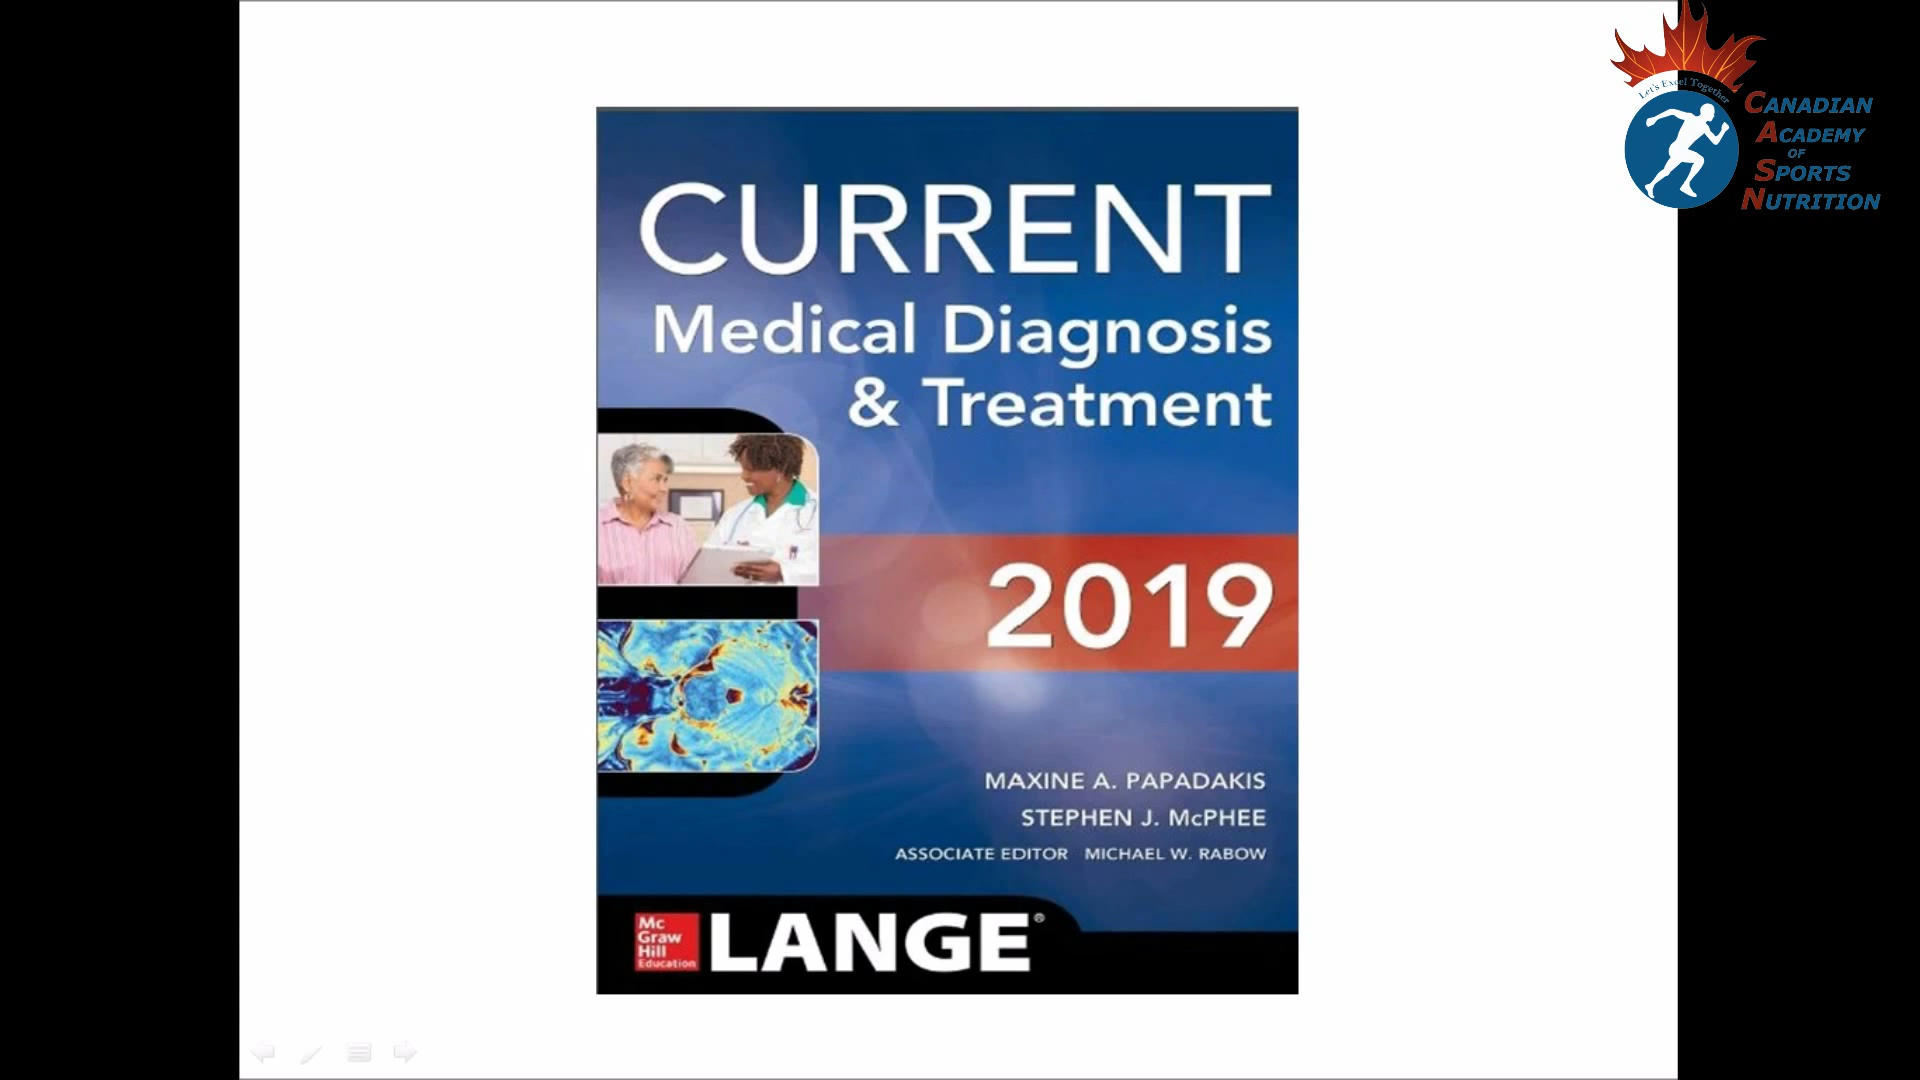 CURRENT
Medical Diagnosis
& Treatment
2019
MAXINE A. PAPADAKIS
STEPHEN J. McPHEE
ASSOCIATE EDITOR MICHAEL W. RABOW
Mc
Graw
Hill
Education
LANGE®
Let's Excel Together
CANADIAN
ACADEMY
OF
SPORTS
NUTRITION